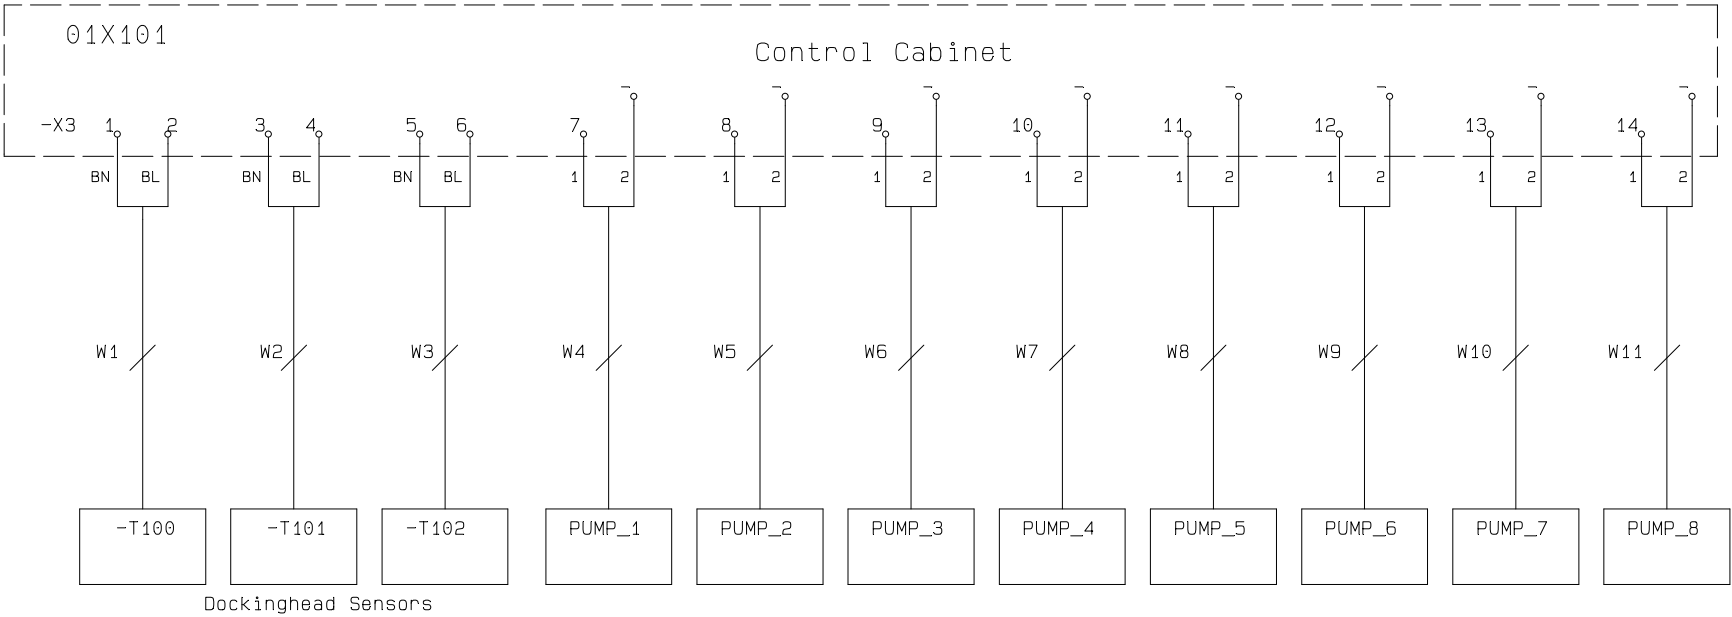 01X101
Control Cabinet
-X3 1 2 3 4 5 6 7 8 9 10 11 12 13 14
BN BL BN BL BN BL 1 2 1 2 1 2 1 2 1 2 1 2 1 2 1 2
W1 W2 W3 W4 W5 W6 W7 W8 W9 W10 W11
-T100 -T101 -T102 PUMP_1 PUMP_2 PUMP_3 PUMP_4 PUMP_5 PUMP_6 PUMP_7 PUMP_8
Dockinghead Sensors